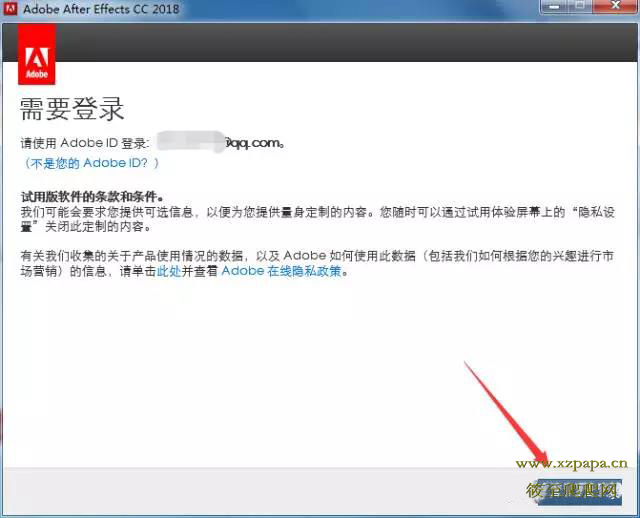 Adobe After Effects CC 2018
Adobe
需要登录
请使用 Adobe ID 登录: @qq.com。
（不是您的 Adobe ID？）
试用版软件的条款和条件。
我们可能会要求您提供可选信息，以便为您提供量身定制的内容。您随时可以通过试用体验屏幕上的“隐私设
置”关闭此定制的内容。
有关我们收集的关于产品使用情况的数据，以及 Adobe 如何使用此数据（包括我们如何根据您的兴趣进行市
场营销）的信息，请单击此处并查看 Adobe 在线隐私政策。
www.xzpapa.cn